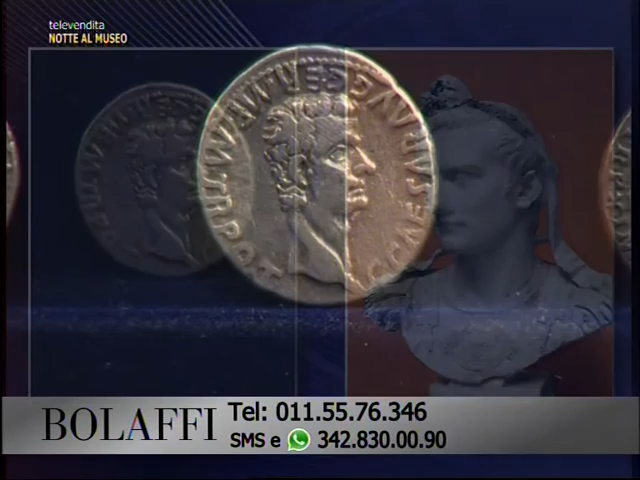 televendita
NOTTE AL MUSEO
BOLAFFI
Tel: 011.55.76.346
SMS e 342.830.00.90